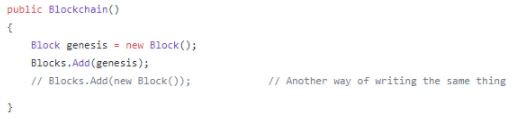 public Blockchain()
{
    Block genesis = new Block();
    Blocks.Add(genesis);
    // Blocks.Add(new Block());            // Another way of writing the same thing
}